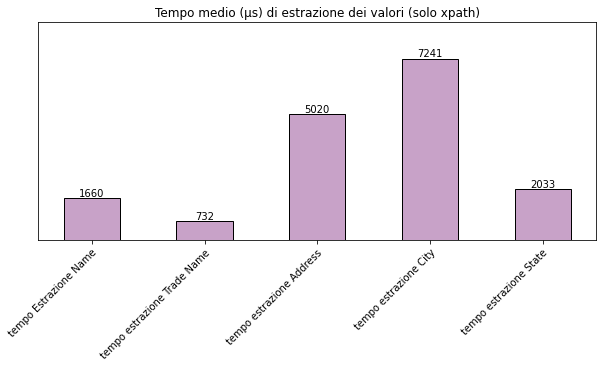 Tempo medio (µs) di estrazione dei valori (solo xpath)
1660
732
5020
7241
2033
tempo Estrazione Name
tempo estrazione Trade Name
tempo estrazione Address
tempo estrazione City
tempo estrazione State